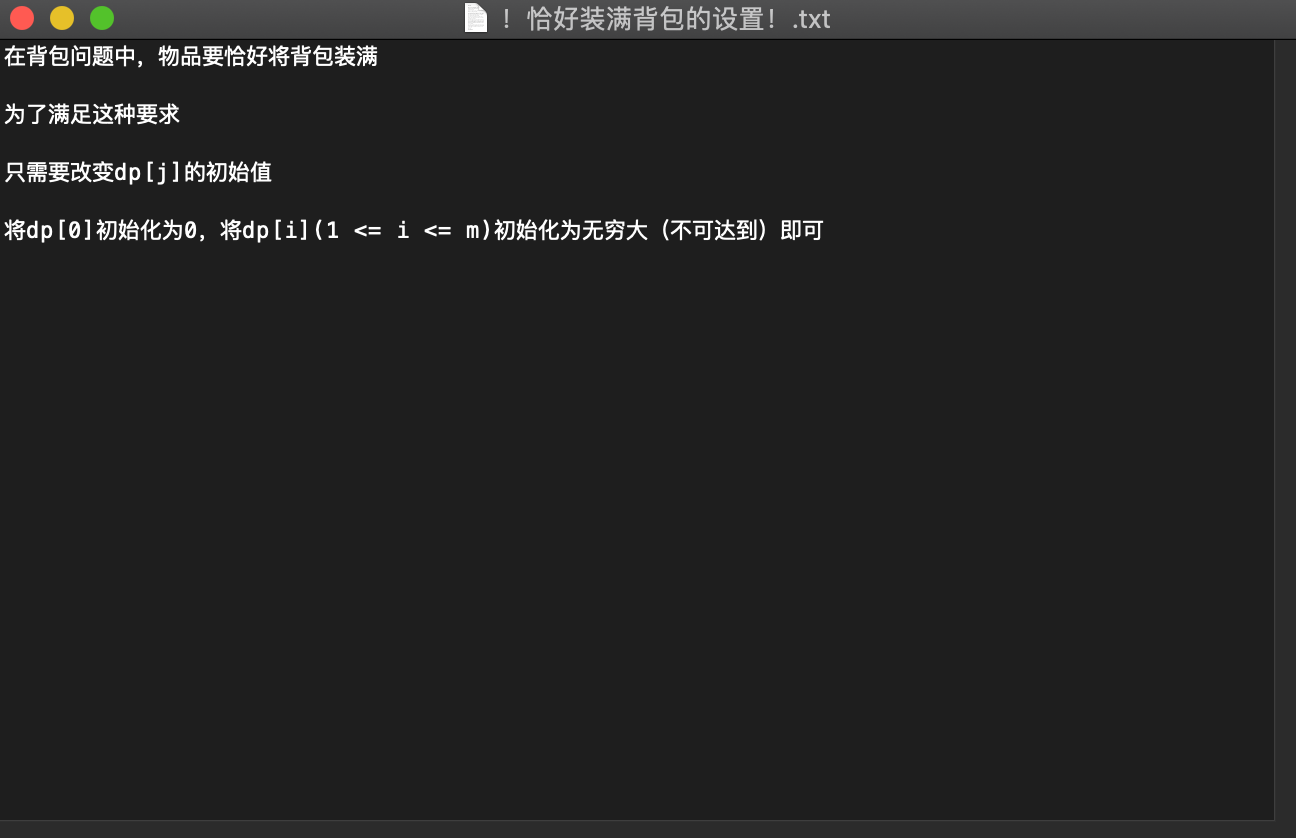 ！恰好装满背包的设置！.txt
在背包问题中，物品要恰好将背包装满
为了满足这种要求
只需要改变dp[j]的初始值
将dp[0]初始化为0，将dp[i](1 <= i <= m)初始化为无穷大（不可达到）即可